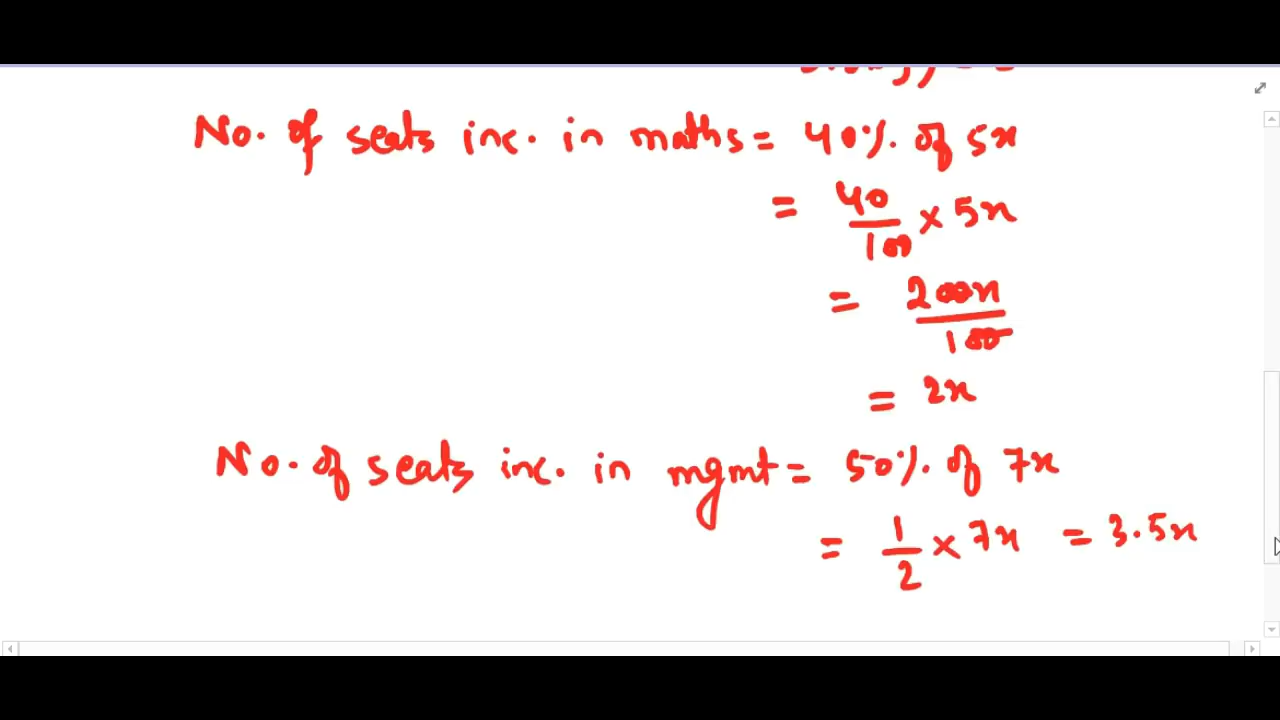 No. of seats inc. in maths = 40% of 5x
= 40/100 × 5x
= 200x/100
= 2x
No. of seats inc. in mgmt = 50% of 7x
= 1/2 × 7x = 3.5x